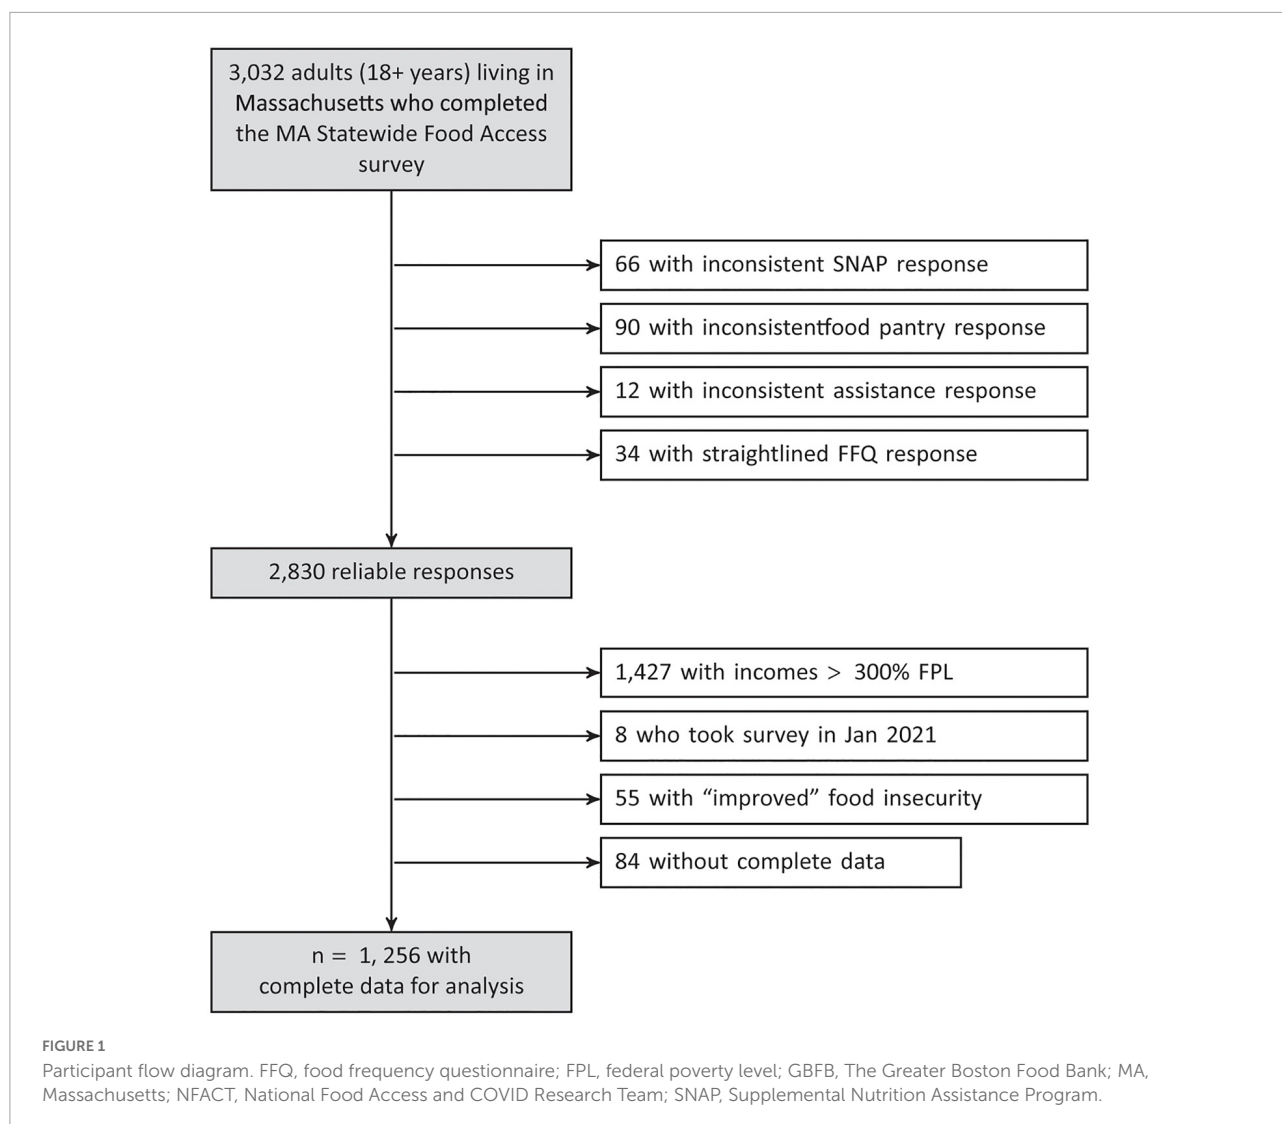 3,032 adults (18+ years) living in
Massachusetts who completed
the MA Statewide Food Access
survey
66 with inconsistent SNAP response
90 with inconsistentfood pantry response
12 with inconsistent assistance response
34 with straightlined FFQ response
2,830 reliable responses
1,427 with incomes > 300% FPL
8 who took survey in Jan 2021
55 with “improved” food insecurity
84 without complete data
n = 1, 256 with
complete data for analysis
FIGURE 1
Participant flow diagram. FFQ, food frequency questionnaire; FPL, federal poverty level; GBFB, The Greater Boston Food Bank; MA,
Massachusetts; NFACT, National Food Access and COVID Research Team; SNAP, Supplemental Nutrition Assistance Program.